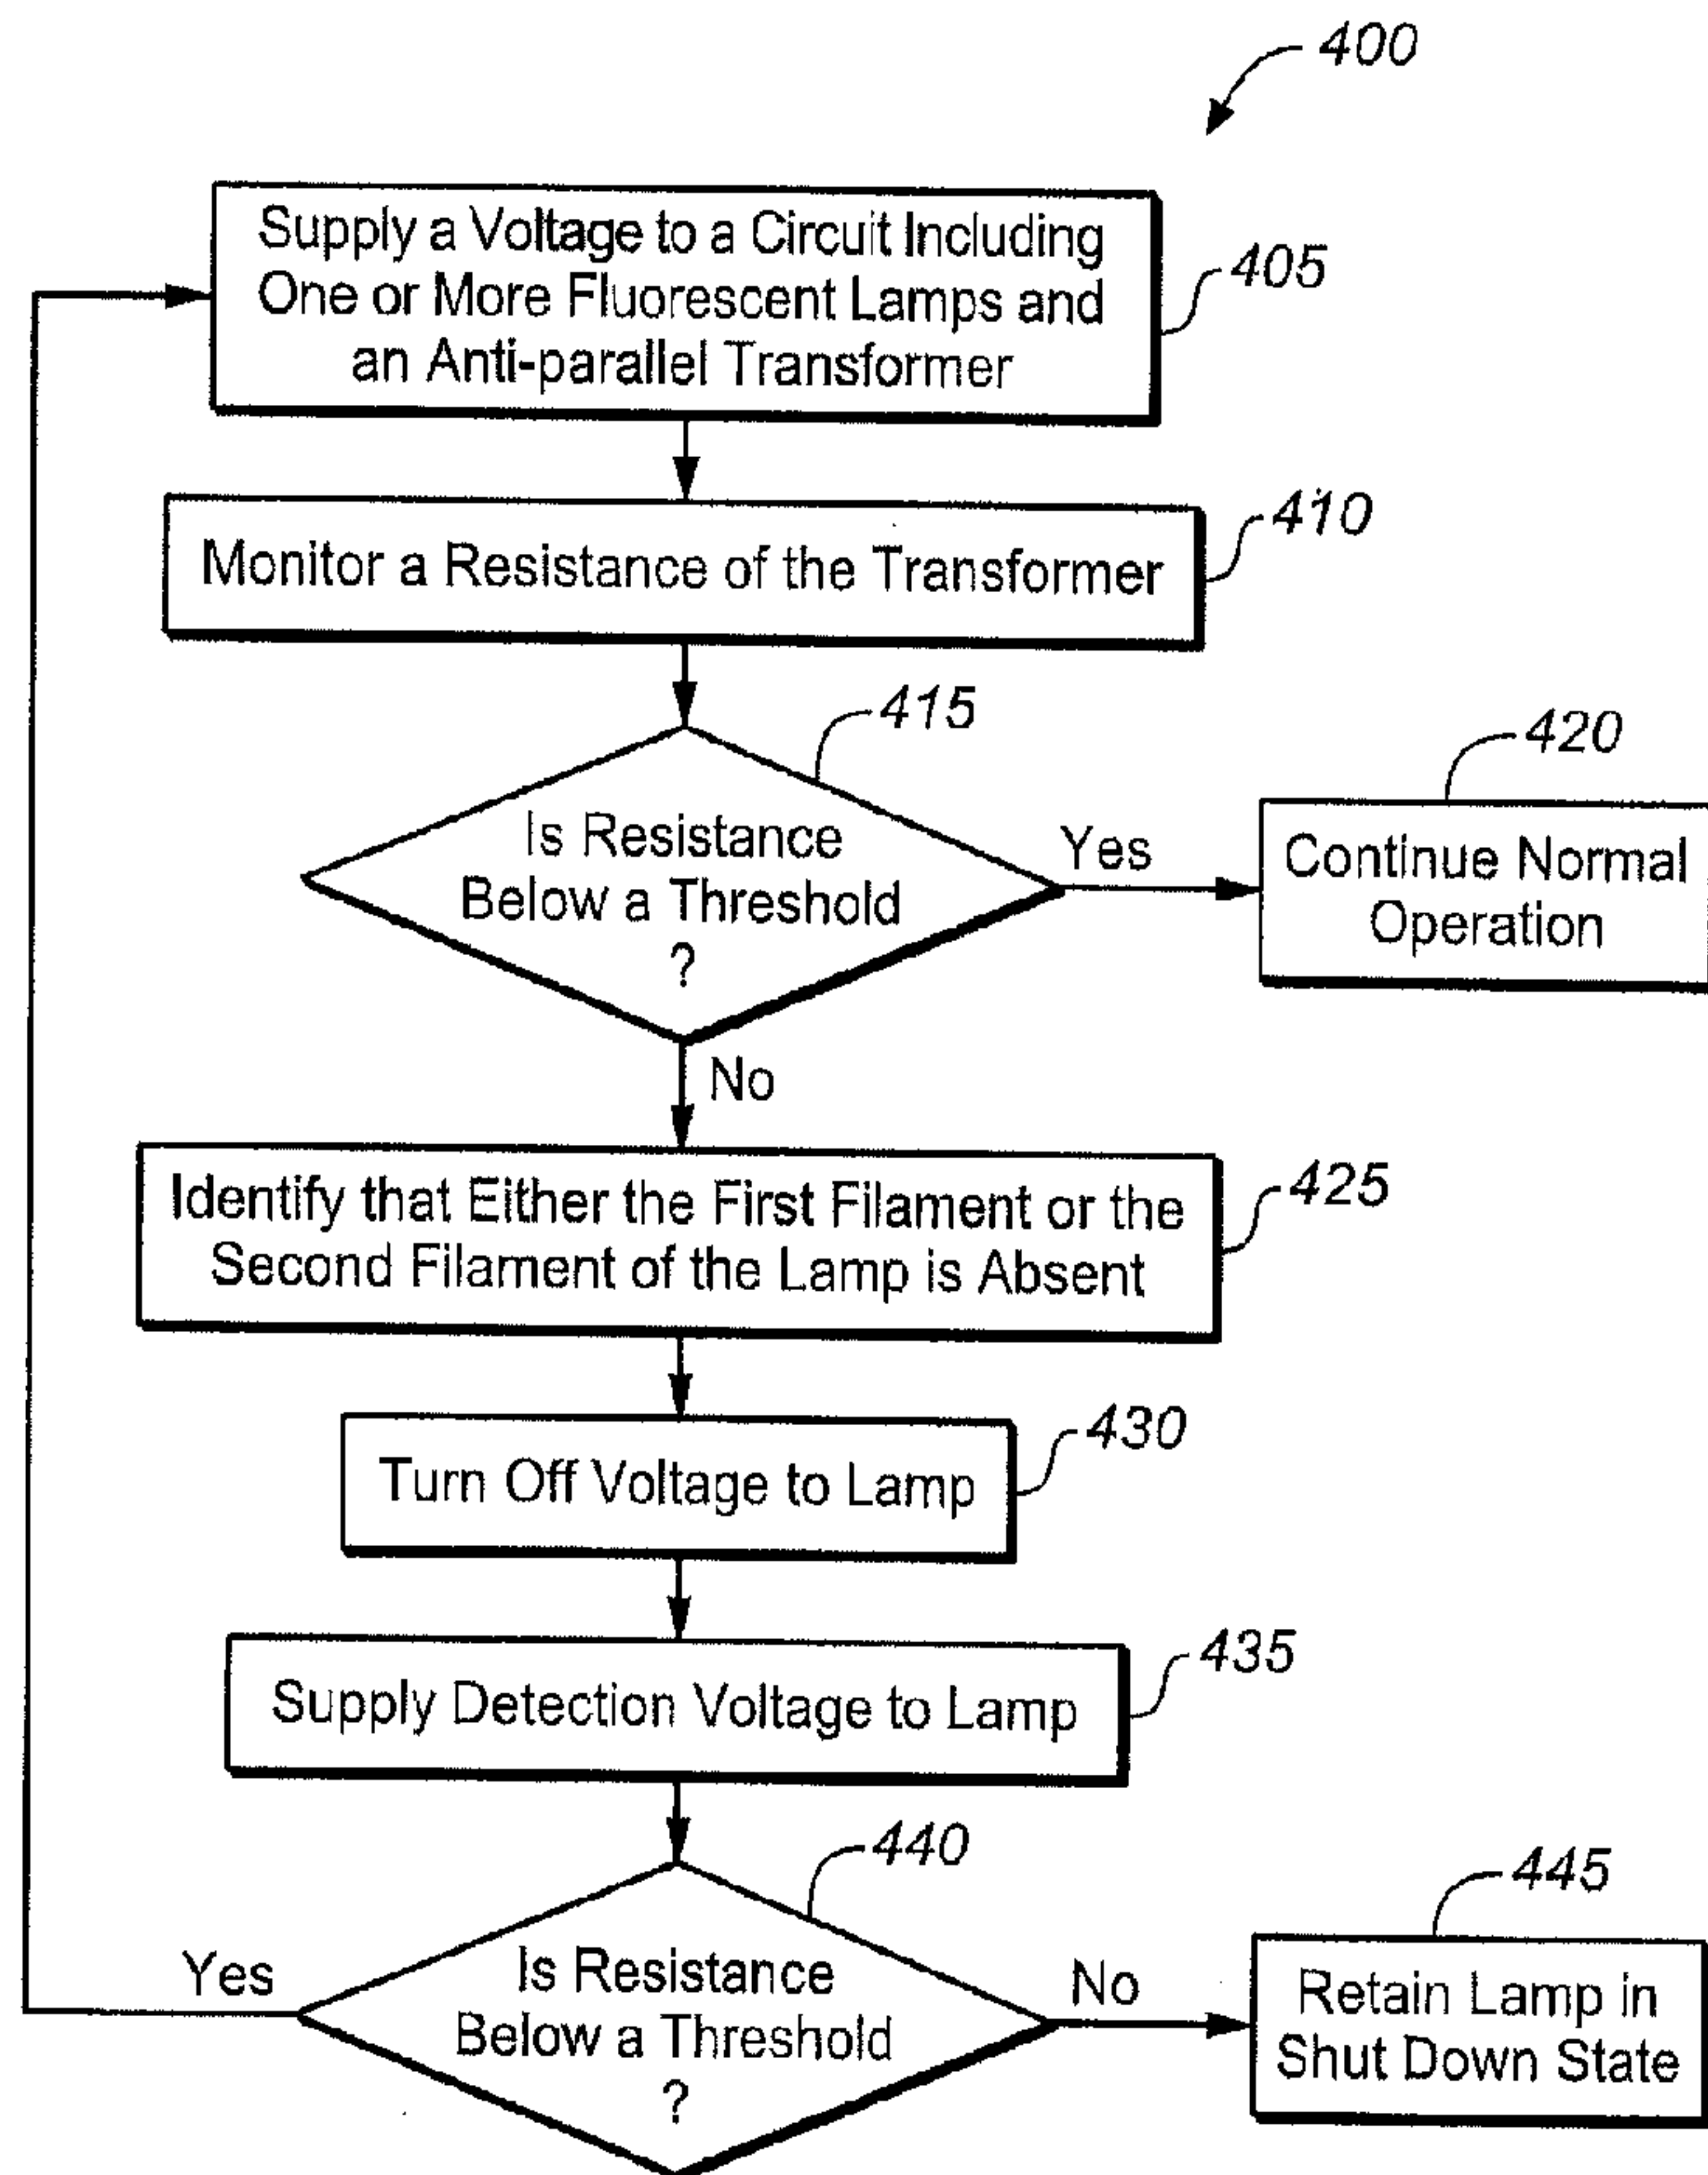 400
Supply a Voltage to a Circuit Including
One or More Fluorescent Lamps and
an Anti-parallel Transformer
405
Monitor a Resistance of the Transformer
410
415
Is Resistance
Below a Threshold
?
Yes
420
Continue Normal
Operation
No
Identify that Either the First Filament or the
Second Filament of the Lamp is Absent
425
Turn Off Voltage to Lamp
430
Supply Detection Voltage to Lamp
435
440
Is Resistance
Below a Threshold
?
Yes
No
445
Retain Lamp in
Shut Down State